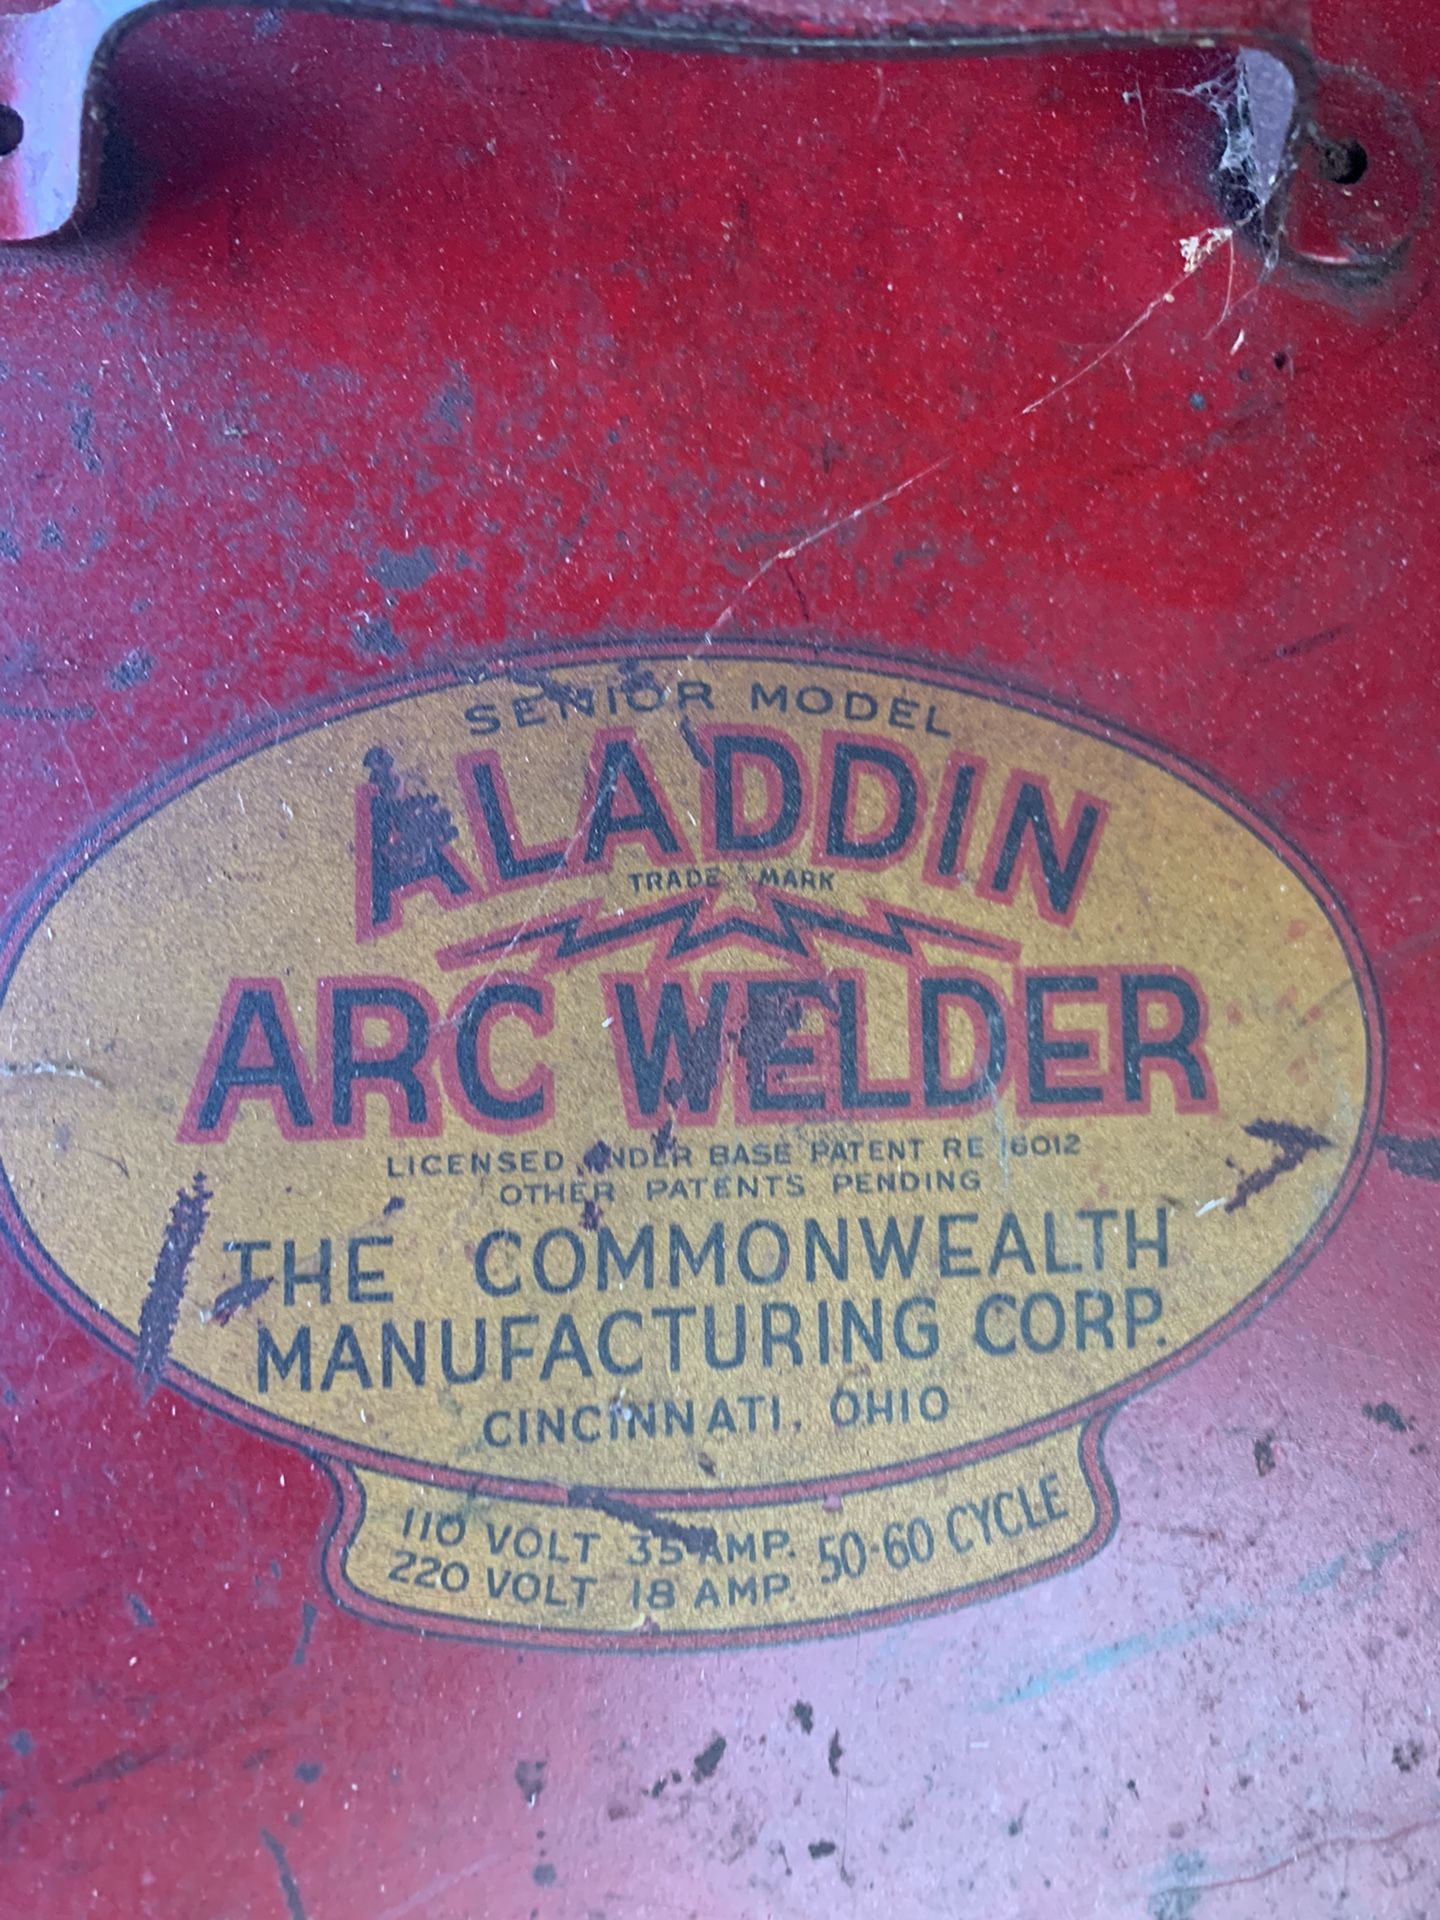 SENIOR MODEL
ALADDIN
TRADE MARK
ARC WELDER
LICENSED UNDER BASE PATENT RE 16012
OTHER PATENTS PENDING
THE COMMONWEALTH
MANUFACTURING CORP.
CINCINNATI, OHIO
110 VOLT 35 AMP. 50-60 CYCLE
220 VOLT 18 AMP.